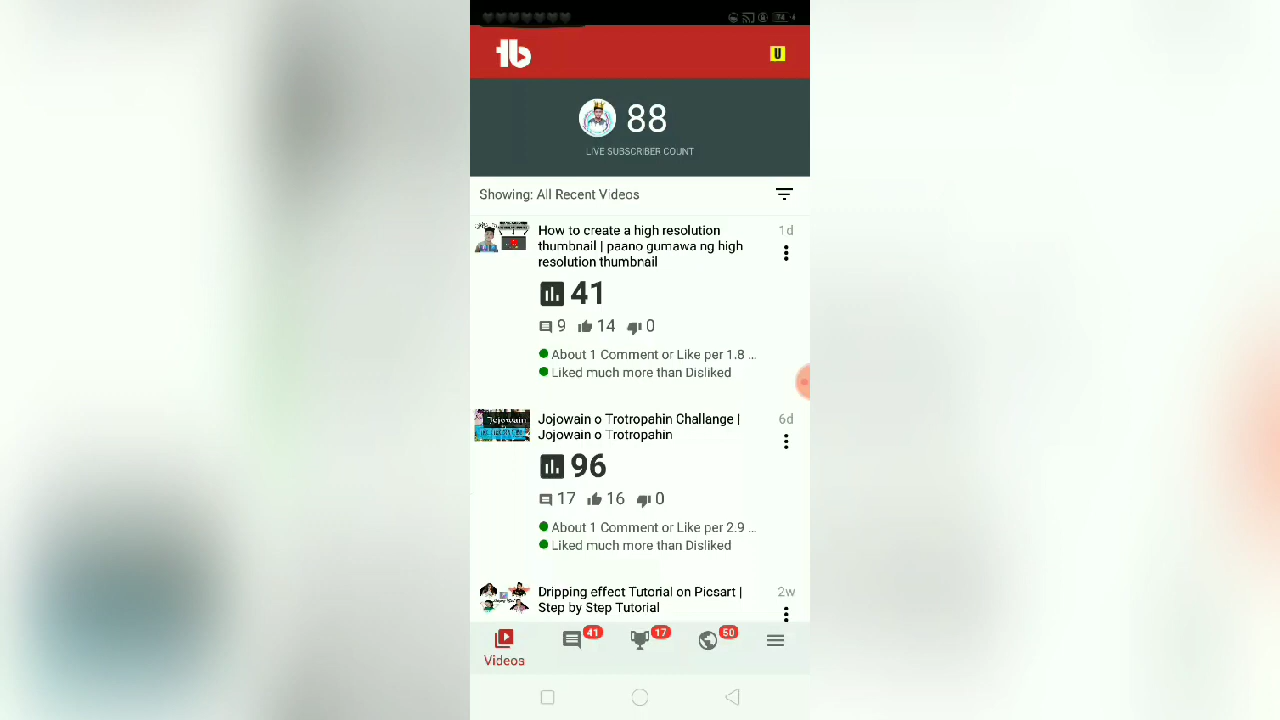 74
tb
U
88
LIVE SUBSCRIBER COUNT
Showing: All Recent Videos
How to create a high resolution
thumbnail | paano gumawa ng high
resolution thumbnail
1d
41
9 14 0
About 1 Comment or Like per 1.8 ...
Liked much more than Disliked
Jojowain
Jojowain o Trotropahin Challange |
Jojowain o Trotropahin
6d
96
17 16 0
About 1 Comment or Like per 2.9 ...
Liked much more than Disliked
Dripping effect Tutorial on Picsart |
Step by Step Tutorial
2w
41
17
50
Videos